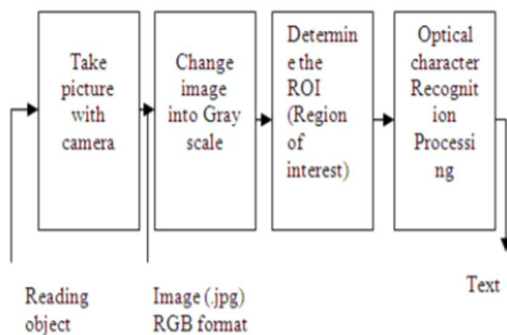 Take
picture
with
camera
Change
image
into Gray
scale
Determin
e the
ROI
(Region
of
interest)
Optical
character
Recognit
ion
Processi
ng
Reading
object
Image (.jpg)
RGB format
Text